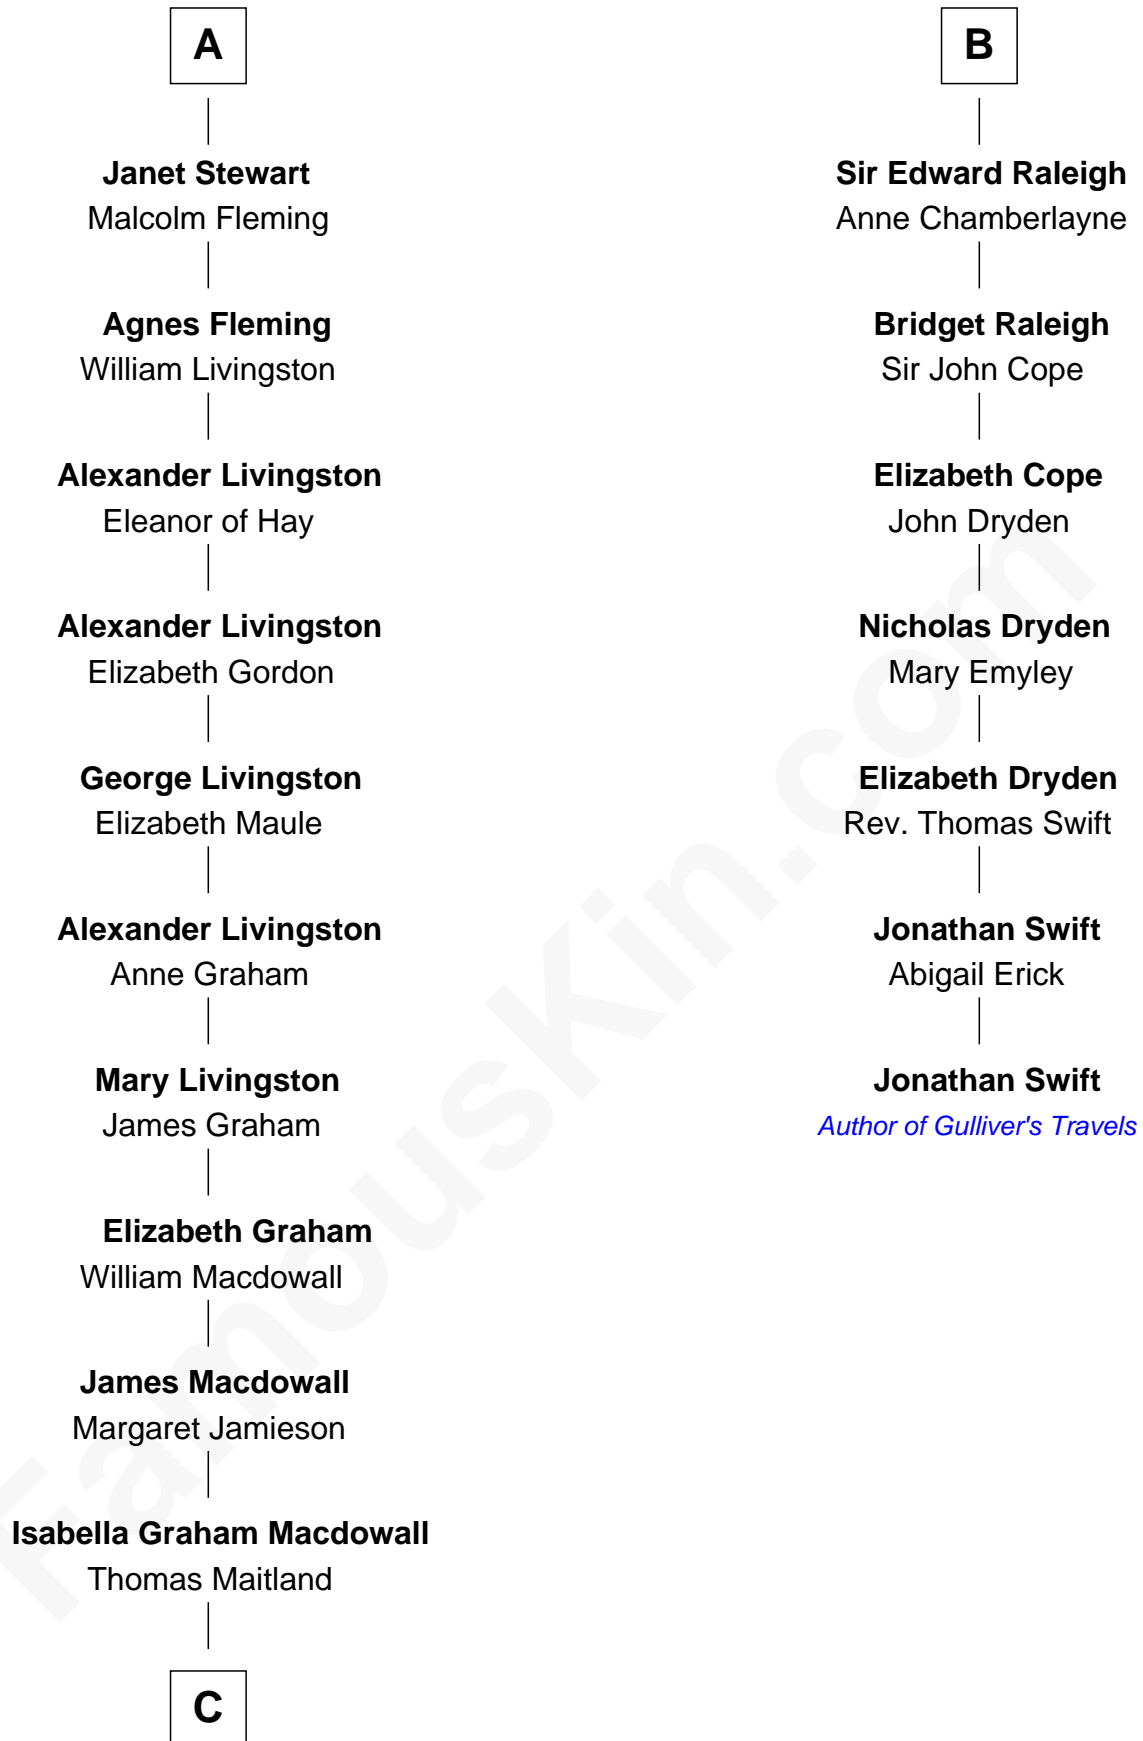 A
Janet Stewart
Malcolm Fleming
Agnes Fleming
William Livingston
Alexander Livingston
Eleanor of Hay
Alexander Livingston
Elizabeth Gordon
George Livingston
Elizabeth Maule
Alexander Livingston
Anne Graham
Mary Livingston
James Graham
Elizabeth Graham
William Macdowall
James Macdowall
Margaret Jamieson
Isabella Graham Macdowall
Thomas Maitland
C
B
Sir Edward Raleigh
Anne Chamberlayne
Bridget Raleigh
Sir John Cope
Elizabeth Cope
John Dryden
Nicholas Dryden
Mary Emyley
Elizabeth Dryden
Rev. Thomas Swift
Jonathan Swift
Abigail Erick
Jonathan Swift
Author of Gulliver's Travels
FamousKin.com